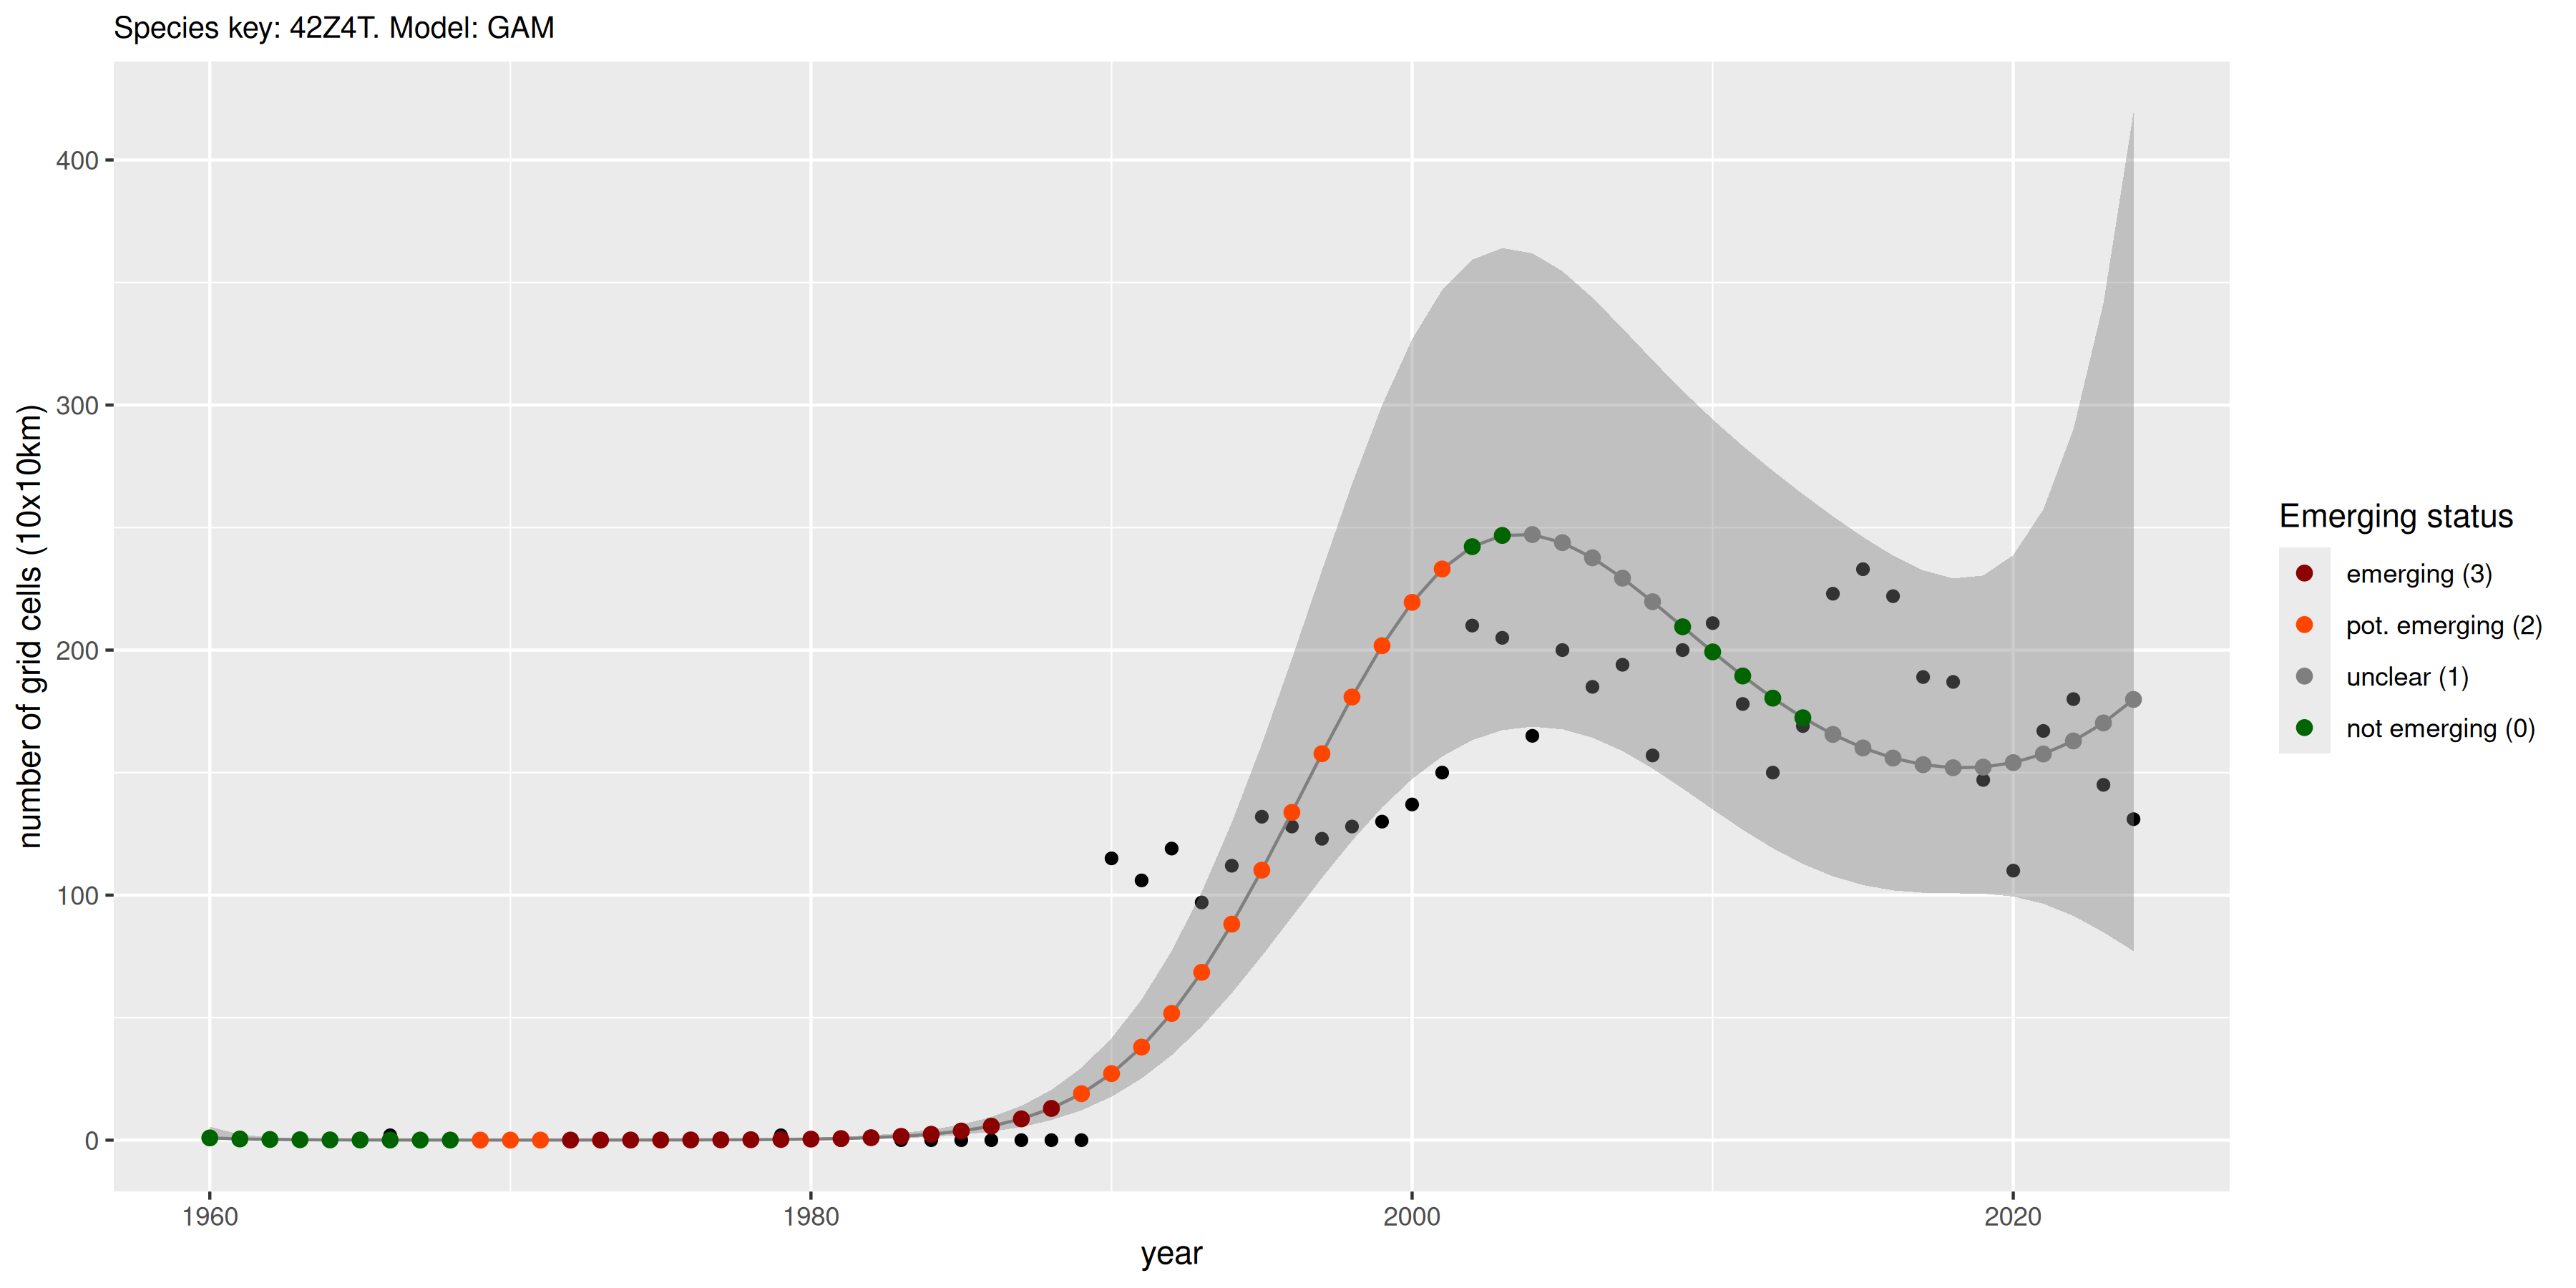 Species key: 42Z4T. Model: GAM
number of grid cells (10x10km)
400
300
200
100
0
1960
1980
2000
2020
year
Emerging status
emerging (3)
pot. emerging (2)
unclear (1)
not emerging (0)